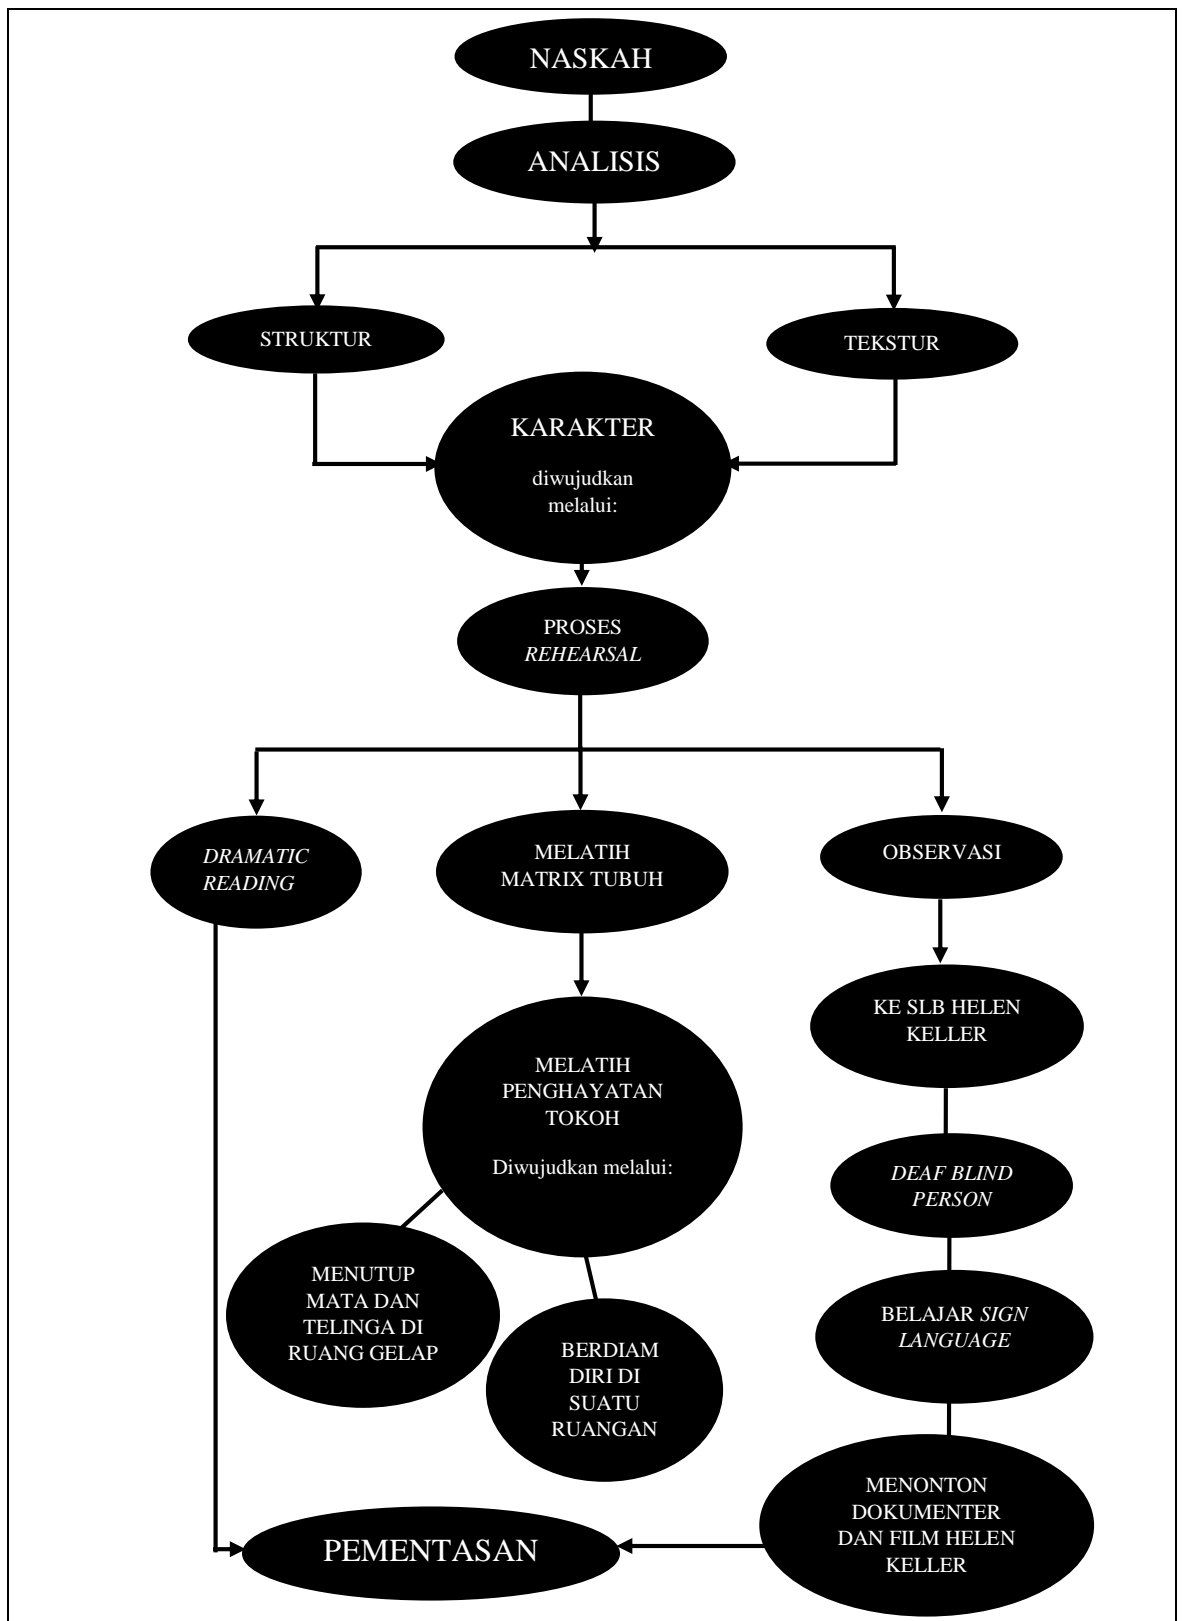 NASKAH
ANALISIS
STRUKTUR
TEKSTUR
KARAKTER
diwujudkan
melalui:
PROSES
REHEARSAL
DRAMATIC
READING
MELATIH
MATRIX TUBUH
OBSERVASI
KE SLB HELEN
KELLER
MELATIH
PENGHAYATAN
TOKOH
Diwujudkan melalui:
DEAF BLIND
PERSON
MENUTUP
MATA DAN
TELINGA DI
RUANG GELAP
BERDIAM
DIRI DI
SUATU
RUANGAN
BELAJAR SIGN
LANGUAGE
MENONTON
DOKUMENTER
DAN FILM HELEN
KELLER
PEMENTASAN